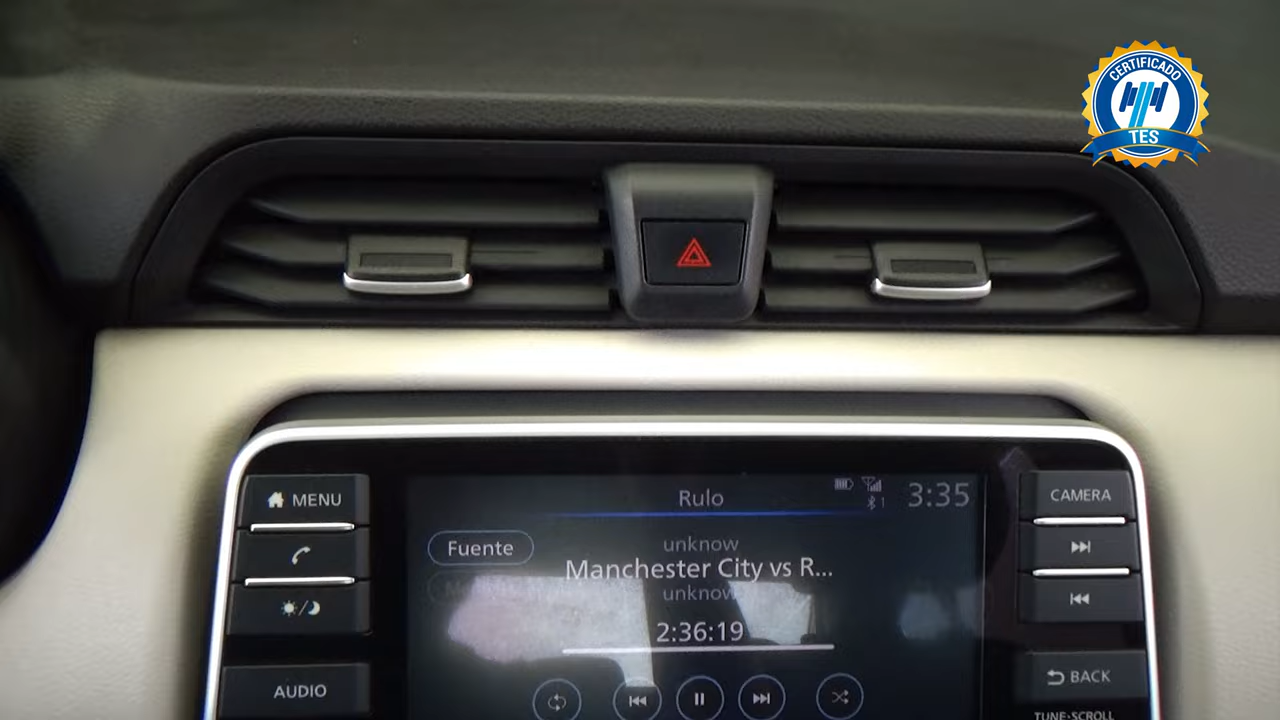 CERTIFICADO
TES
MENU
Rulo
1
3:35
CAMERA
Fuente
unknow
Manchester City vs R...
unknow
2:36:19
AUDIO
BACK
TUNE·SCROLL